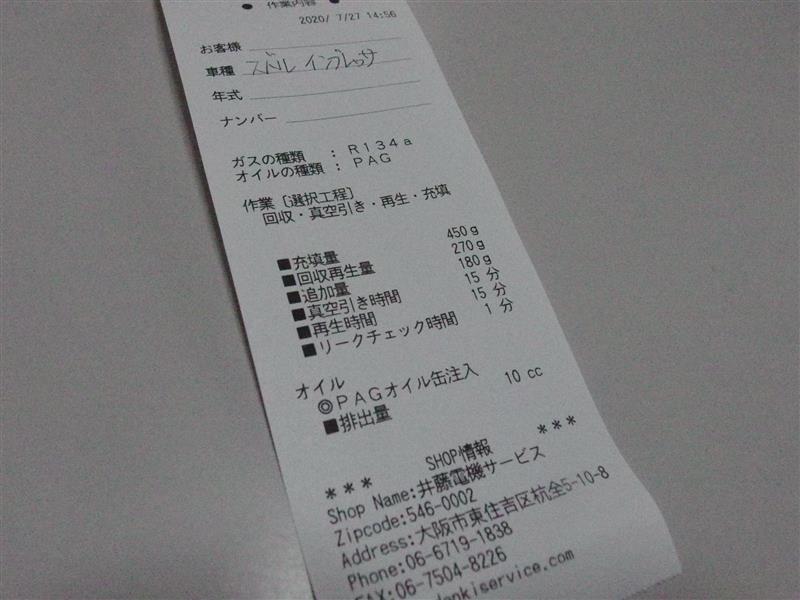 ● 作業内容 ●
2020/ 7/27 14:56
お客様
車種 スバル インプレッサ
年式
ナンバー
ガスの種類 : R134a
オイルの種類 : PAG
作業 [選択工程]
回収・真空引き・再生・充填
■充填量 450g
■回収再生量 270g
■追加量 180g
■真空引き時間 15 分
■再生時間 15 分
■リークチェック時間 1 分
オイル
◎PAGオイル缶注入
■排出量 10 cc
*** SHOP情報 ***
Shop Name:井藤電機サービス
Zipcode:546-0002
Address:大阪市東住吉区杭全5-10-8
Phone:06-6719-1838
FAX:06-7504-8226
denkiservice.com